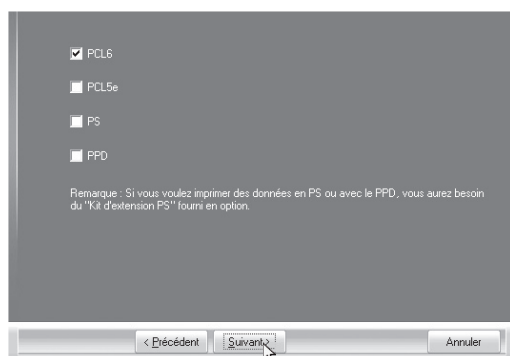 PCL6
PCL5e
PS
PPD
Remarque : Si vous voulez imprimer des données en PS ou avec le PPD, vous aurez besoin
du "Kit d'extension PS" fourni en option.
< Précédent Suivant > Annuler